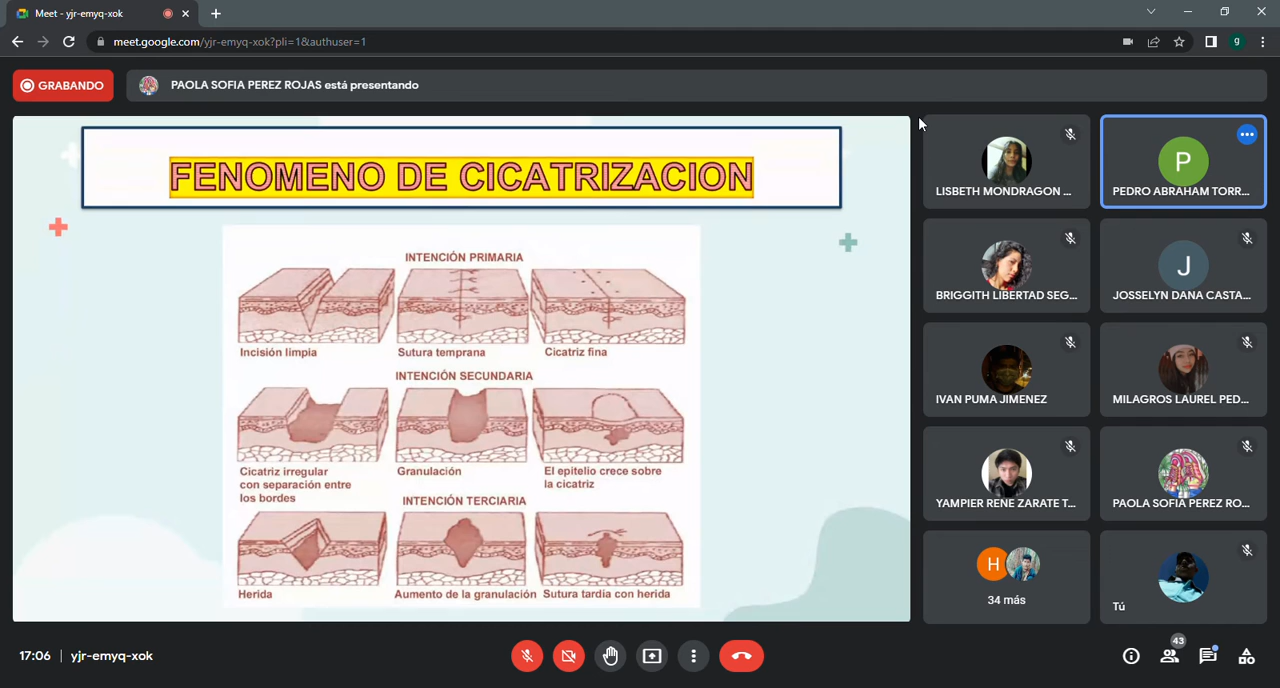 Meet - yjr-emyq-xok
meet.google.com/yjr-emyq-xok?pli=1&authuser=1
g
GRABANDO
PAOLA SOFIA PEREZ ROJAS está presentando
FENOMENO DE CICATRIZACION
INTENCIÓN PRIMARIA
Incisión limpia
Sutura temprana
Cicatriz fina
INTENCIÓN SECUNDARIA
Cicatriz irregular
con separación entre
los bordes
Granulación
El epitelio crece sobre
la cicatriz
INTENCIÓN TERCIARIA
Herida
Aumento de la granulación
Sutura tardia con herida
LISBETH MONDRAGON ...
P
PEDRO ABRAHAM TORR...
BRIGGITH LIBERTAD SEG...
J
JOSSELYN DANA CASTA...
IVAN PUMA JIMENEZ
MILAGROS LAUREL PED...
YAMPIER RENE ZARATE T...
PAOLA SOFIA PEREZ RO...
H
34 más
Tú
17:06 | yjr-emyq-xok
43